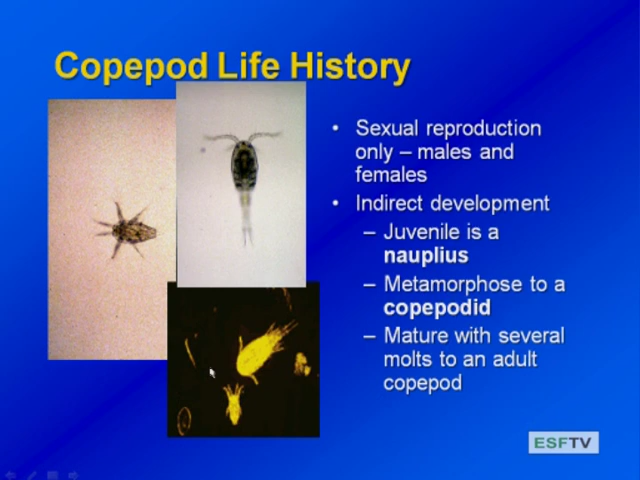 Copepod Life History
• Sexual reproduction
only – males and
females
• Indirect development
– Juvenile is a
nauplius
– Metamorphose to a
copepodid
– Mature with several
molts to an adult
copepod
ESFTV